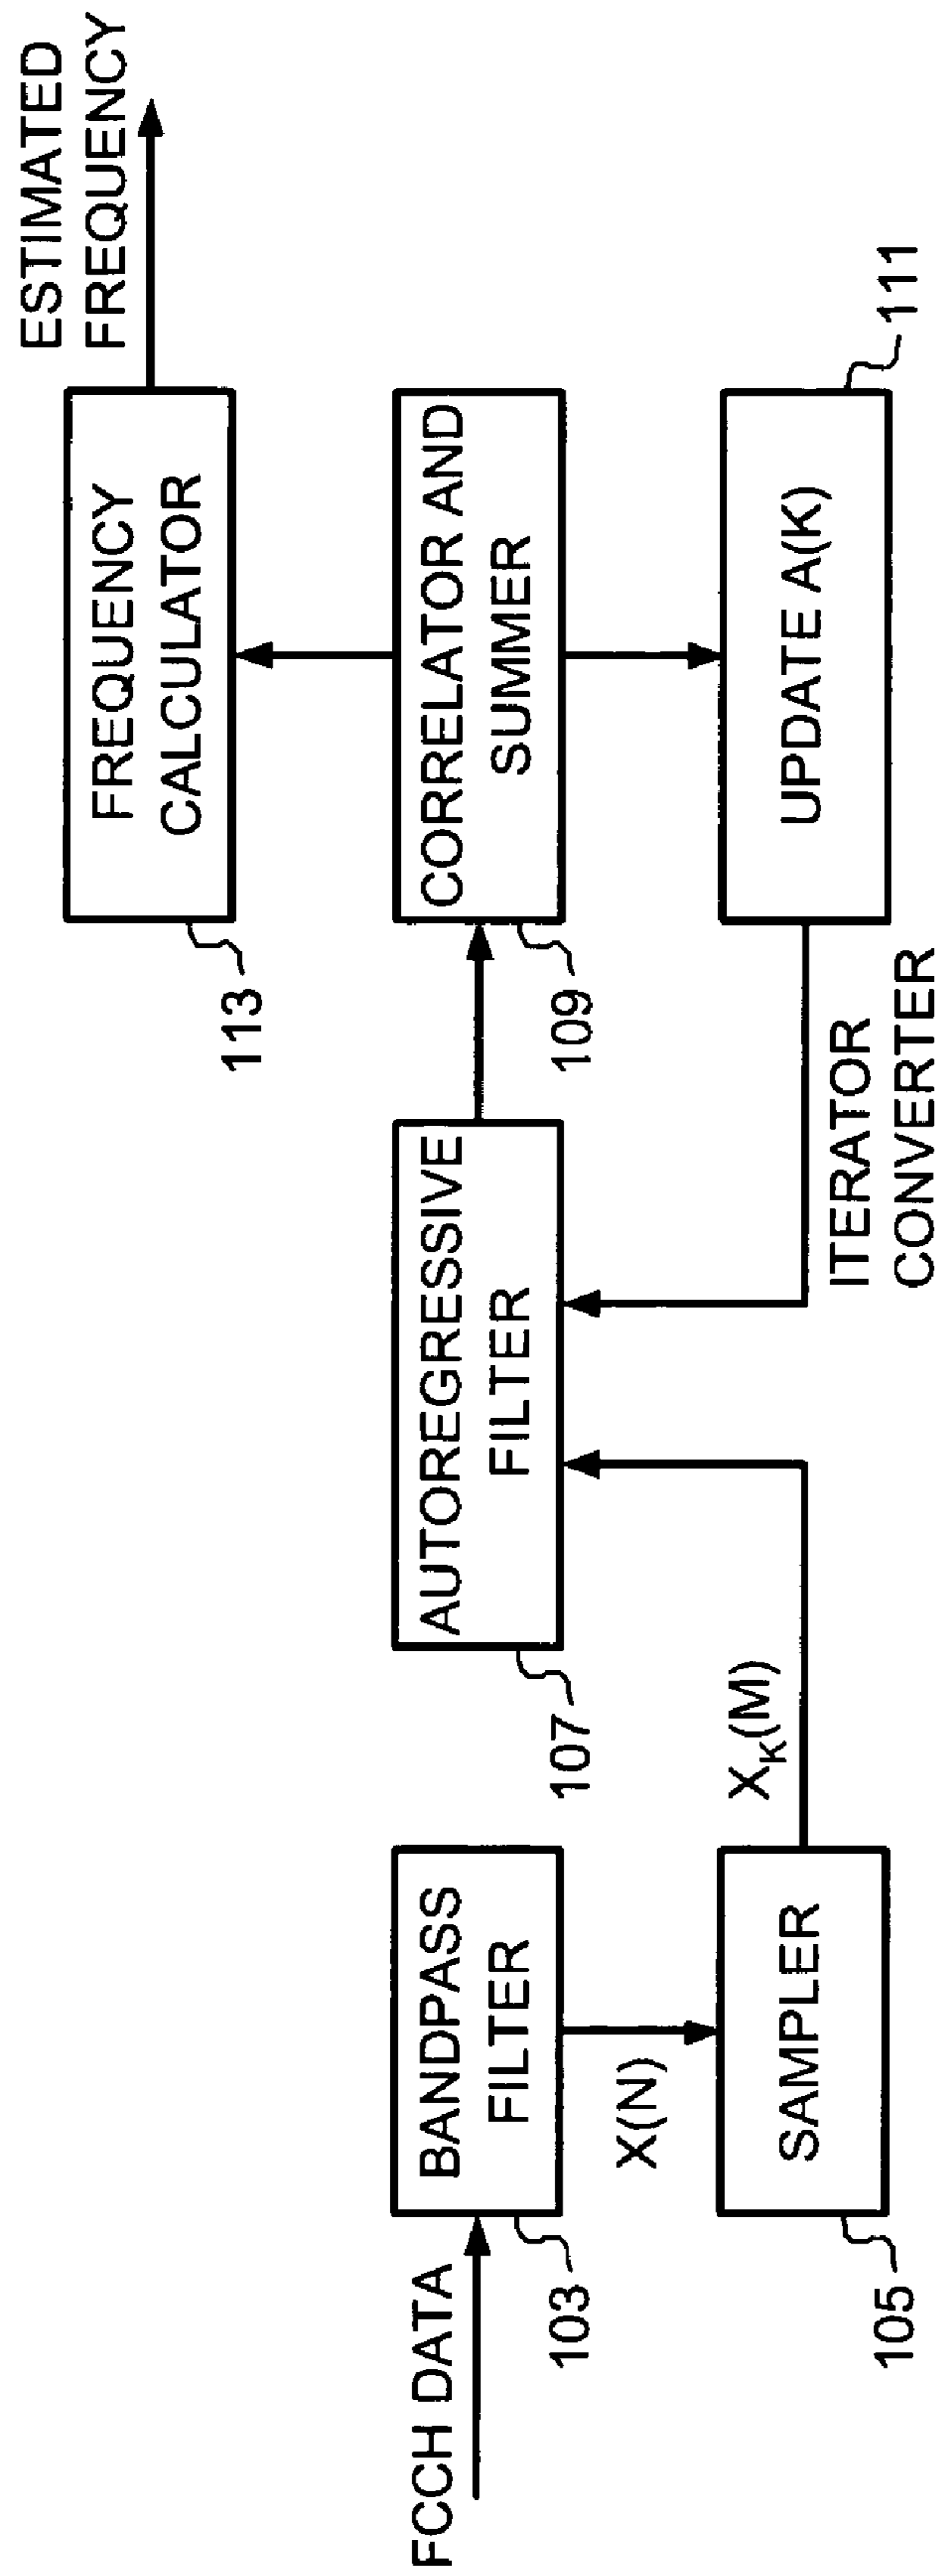 FCCH DATA
BANDPASS
FILTER
103
X(N)
SAMPLER
105
X_K(M)
AUTOREGRESSIVE
FILTER
107
ITERATOR
CONVERTER
CORRELATOR AND
SUMMER
109
UPDATE A(K)
111
FREQUENCY
CALCULATOR
113
ESTIMATED
FREQUENCY